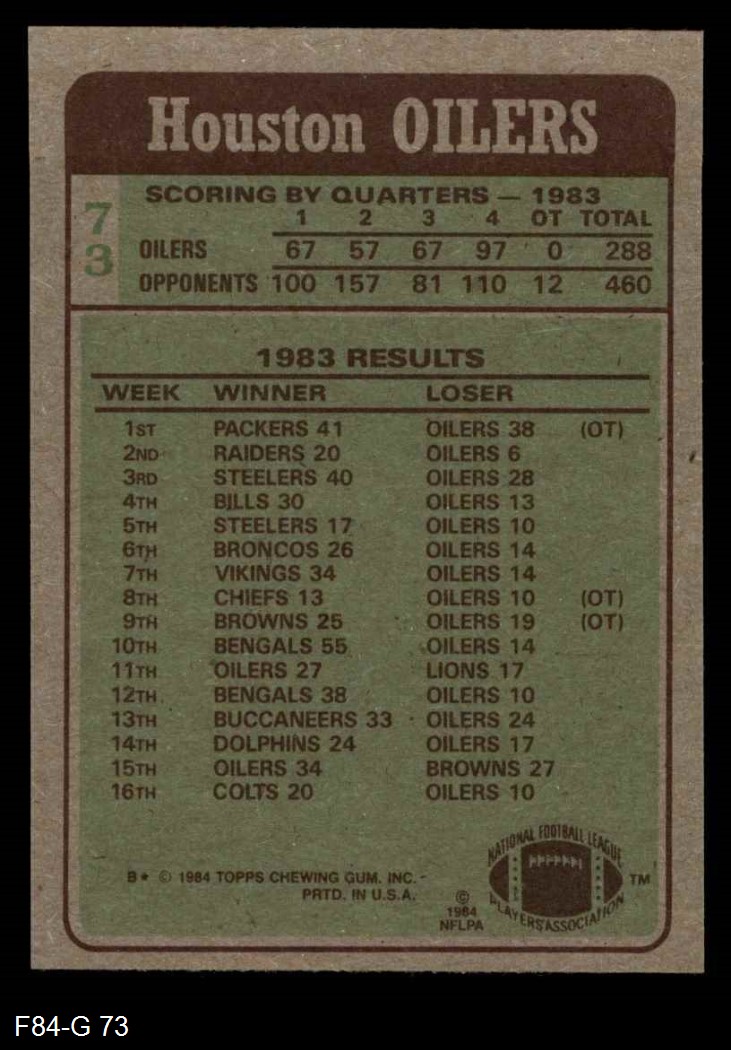 Houston OILERS
73
SCORING BY QUARTERS — 1983
1 2 3 4 OT TOTAL
OILERS 67 57 67 97 0 288
OPPONENTS 100 157 81 110 12 460
1983 RESULTS
WEEK WINNER LOSER
1ST PACKERS 41 OILERS 38 (OT)
2ND RAIDERS 20 OILERS 6
3RD STEELERS 40 OILERS 28
4TH BILLS 30 OILERS 13
5TH STEELERS 17 OILERS 10
6TH BRONCOS 26 OILERS 14
7TH VIKINGS 34 OILERS 14
8TH CHIEFS 13 OILERS 10 (OT)
9TH BROWNS 25 OILERS 19 (OT)
10TH BENGALS 55 OILERS 14
11TH OILERS 27 LIONS 17
12TH BENGALS 38 OILERS 10
13TH BUCCANEERS 33 OILERS 24
14TH DOLPHINS 24 OILERS 17
15TH OILERS 34 BROWNS 27
16TH COLTS 20 OILERS 10
B★ © 1984 TOPPS CHEWING GUM. INC.
PRTD. IN U.S.A.
© 1984 NFLPA
NATIONAL FOOTBALL LEAGUE
PLAYERS ASSOCIATION
TM
F84-G 73